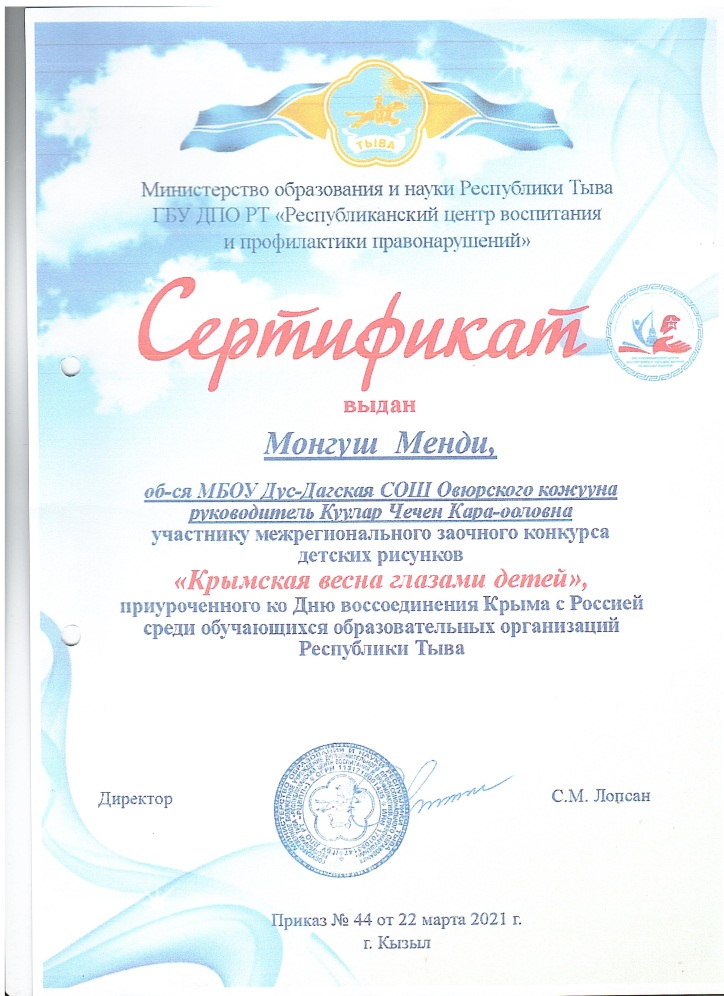 ТЫВА
Министерство образования и науки Республики Тыва
ГБУ ДПО РТ «Республиканский центр воспитания
и профилактики правонарушений»
Сертификат
выдан
Монгуш Менди,
об-ся МБОУ Дус-Дагская СОШ Овюрского кожууна
руководитель Куулар Чечен Кара-ооловна
участнику межрегионального заочного конкурса
детских рисунков
«Крымская весна глазами детей»,
приуроченного ко Дню воссоединения Крыма с Россией
среди обучающихся образовательных организаций
Республики Тыва
Директор
С.М. Лопсан
Приказ № 44 от 22 марта 2021 г.
г. Кызыл